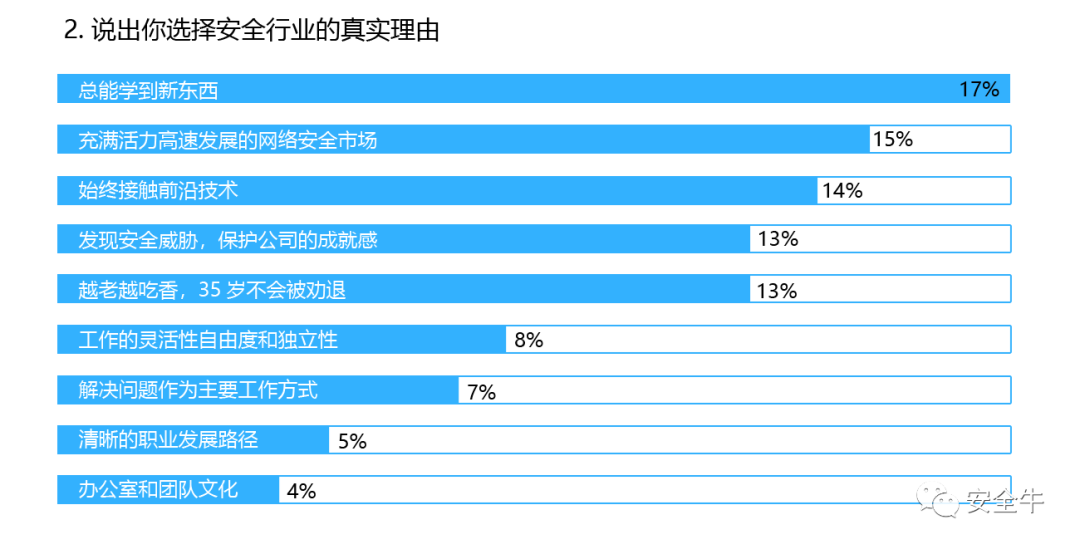 2. 说出你选择安全行业的真实理由
总能学到新东西 17%
充满活力高速发展的网络安全市场 15%
始终接触前沿技术 14%
发现安全威胁，保护公司的成就感 13%
越老越吃香，35 岁不会被劝退 13%
工作的灵活性自由度和独立性 8%
解决问题作为主要工作方式 7%
清晰的职业发展路径 5%
办公室和团队文化 4%
安全牛